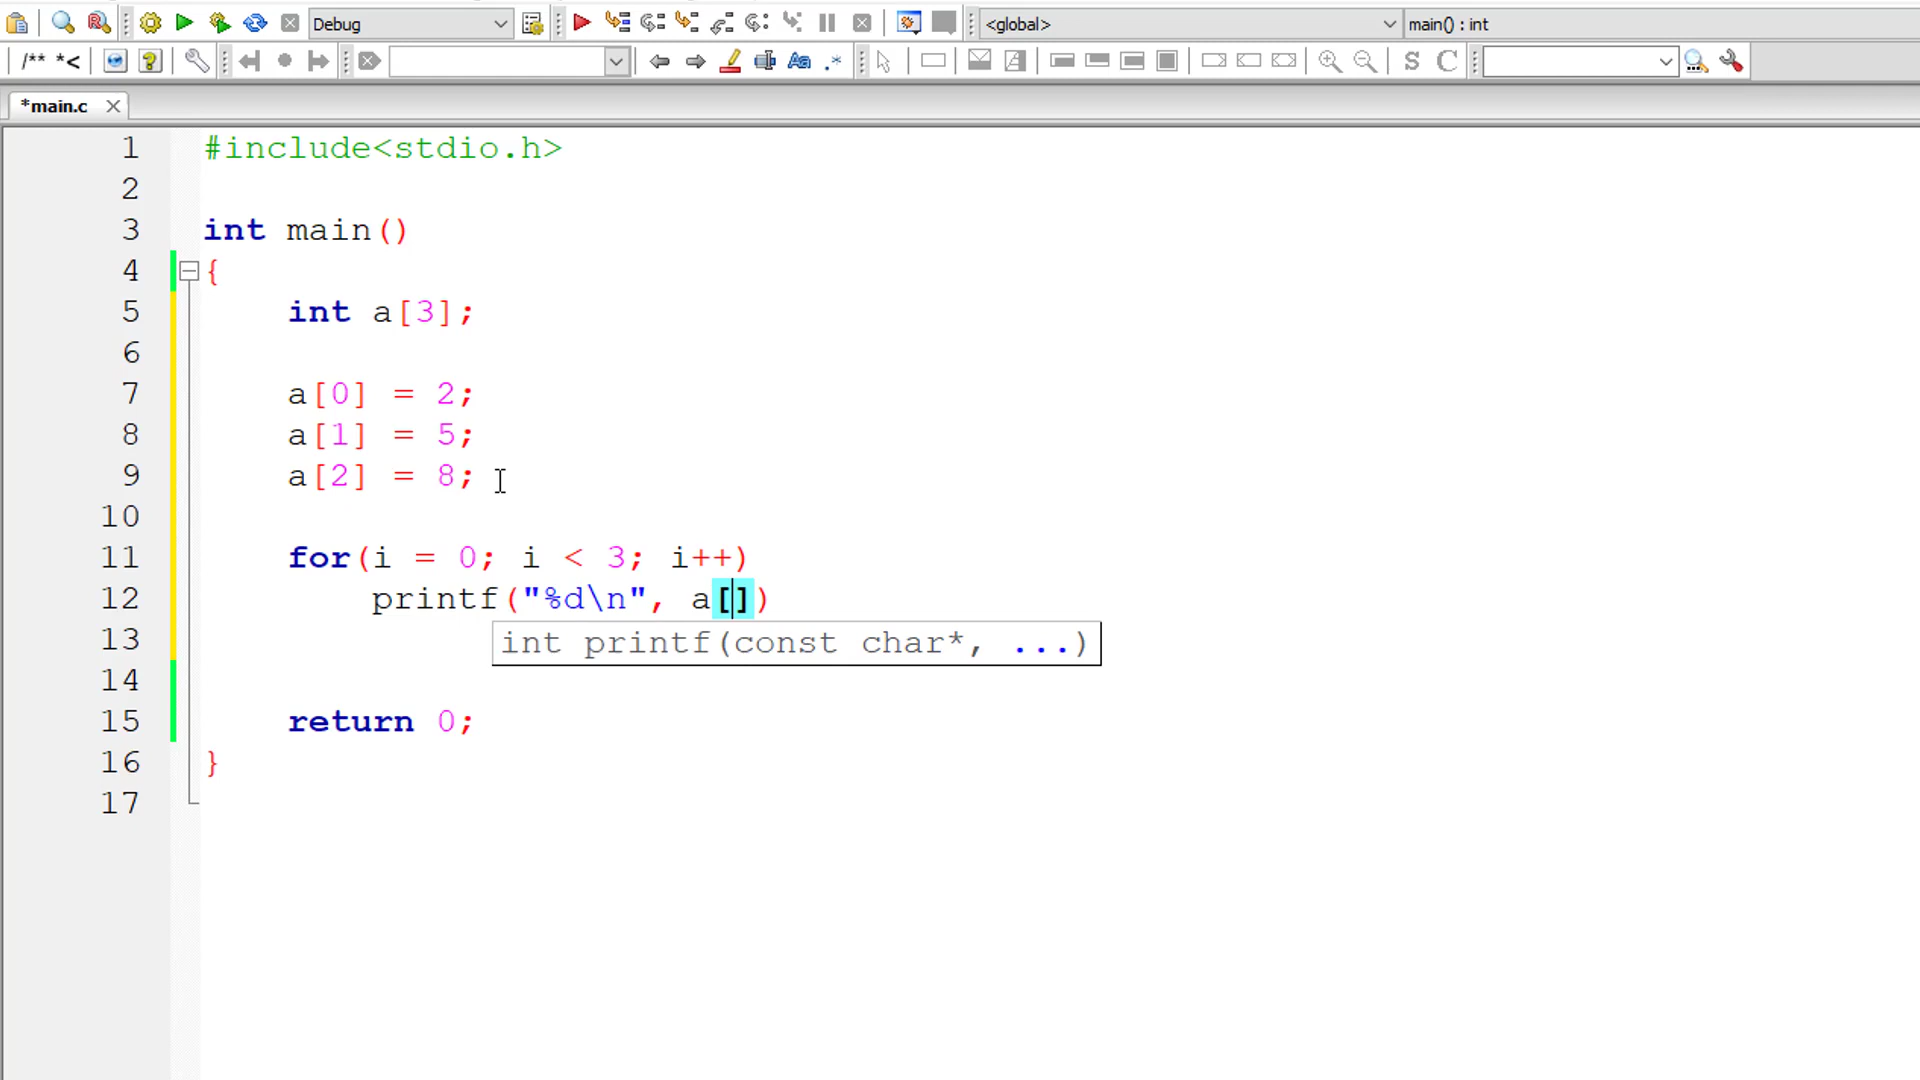 Debug
<global>
main() : int
/** *<
Aa
.*
S
C
*main.c
1 #include<stdio.h>
2
3 int main()
4 {
5 int a[3];
6
7 a[0] = 2;
8 a[1] = 5;
9 a[2] = 8;
10
11 for(i = 0; i < 3; i++)
12 printf("%d\n", a[])
int printf(const char*, ...)
13
14
15 return 0;
16 }
17